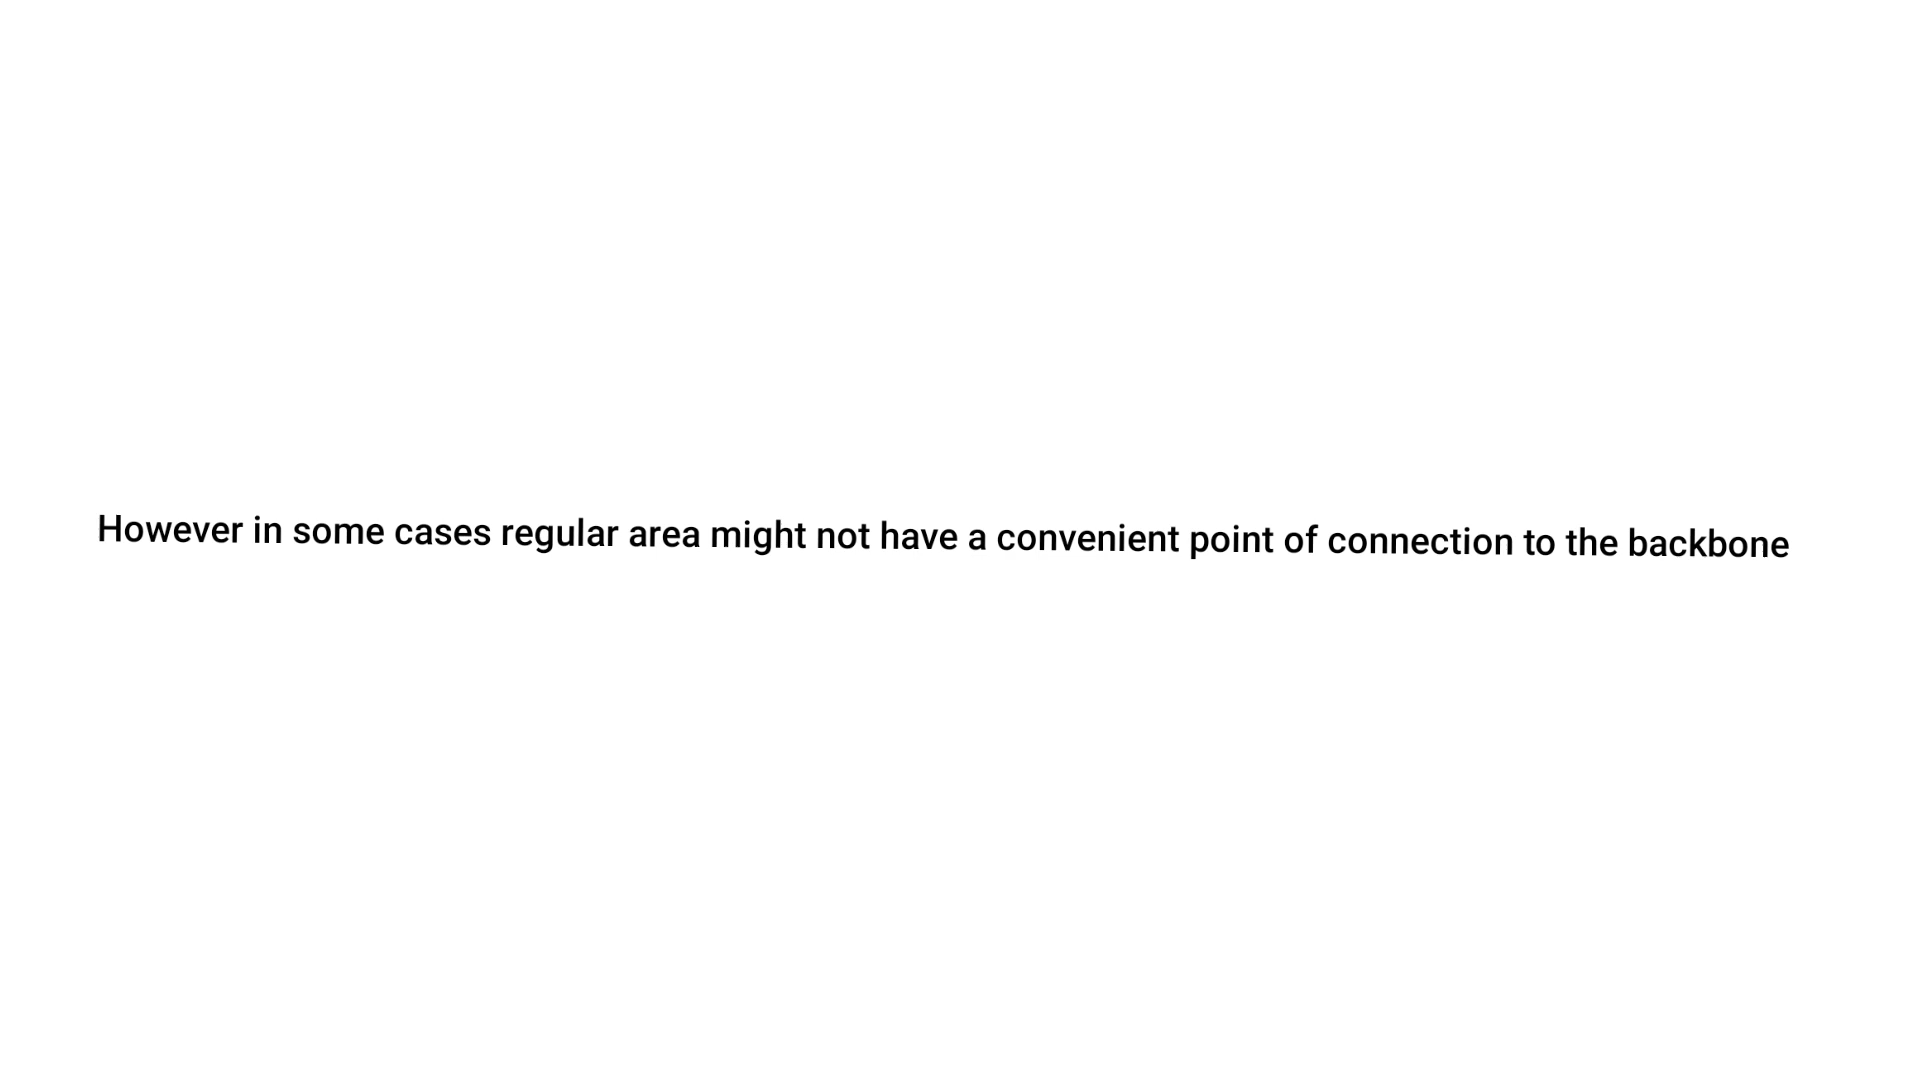 However in some cases regular area might not have a convenient point of connection to the backbone